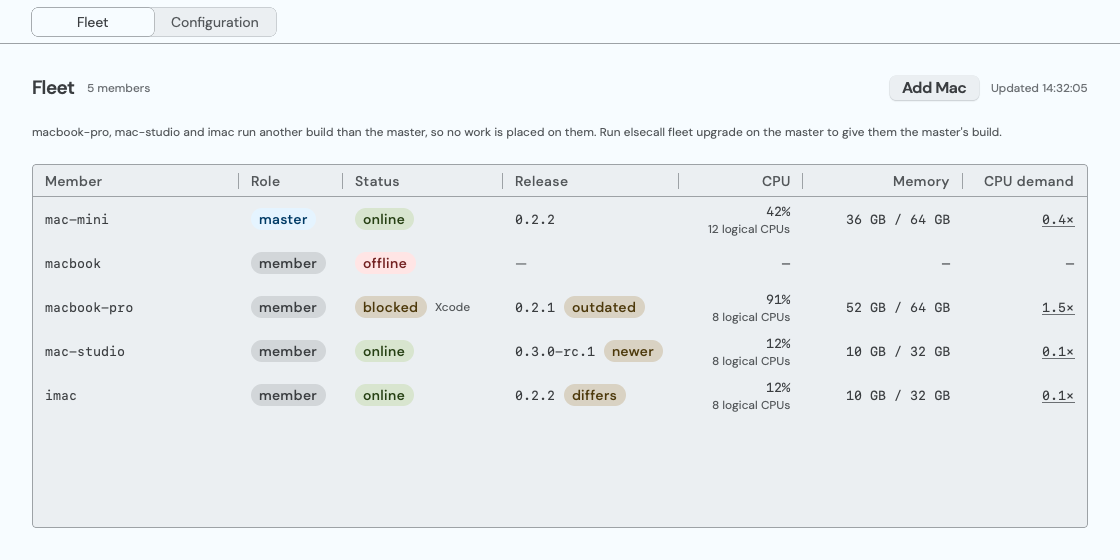 Fleet Configuration
Fleet 5 members Add Mac Updated 14:32:05
macbook-pro, mac-studio and imac run another build than the master, so no work is placed on them. Run elsecall fleet upgrade on the master to give them the master's build.
Member Role Status Release CPU Memory CPU demand
mac-mini master online 0.2.2 42% 36 GB / 64 GB 0.4×
12 logical CPUs
macbook member offline — — — —
macbook-pro member blocked Xcode 0.2.1 outdated 91% 52 GB / 64 GB 1.5×
8 logical CPUs
mac-studio member online 0.3.0-rc.1 newer 12% 10 GB / 32 GB 0.1×
8 logical CPUs
imac member online 0.2.2 differs 12% 10 GB / 32 GB 0.1×
8 logical CPUs